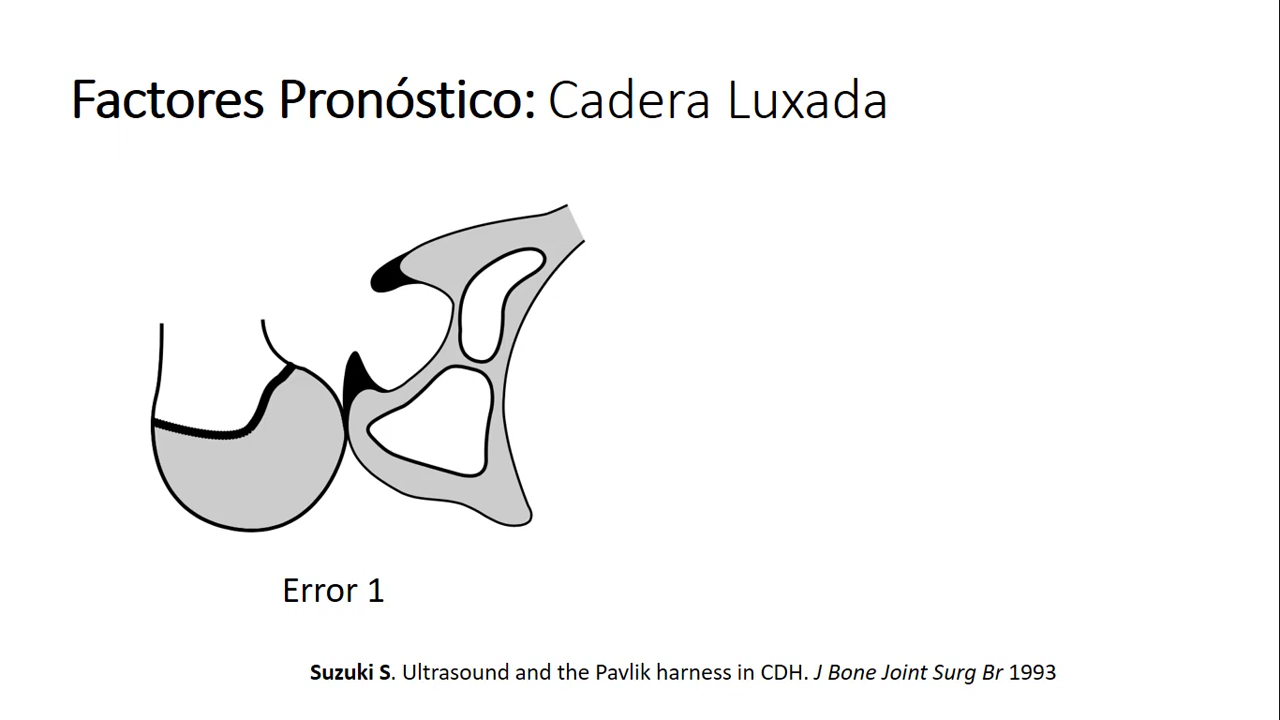 Factores Pronóstico: Cadera Luxada
Error 1
Suzuki S. Ultrasound and the Pavlik harness in CDH. J Bone Joint Surg Br 1993